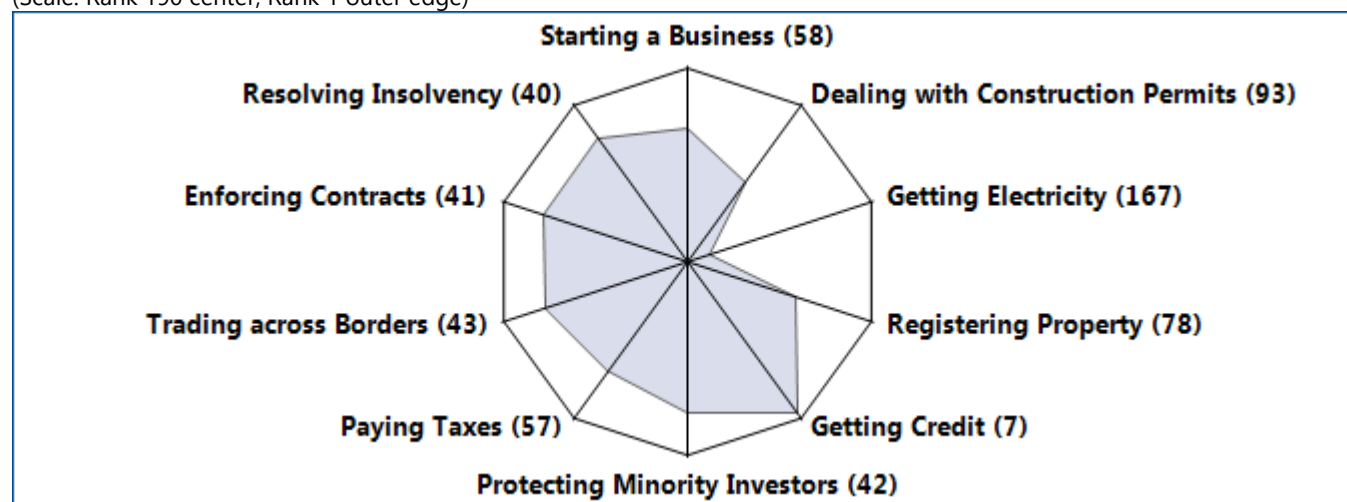 (Scale: Rank 190 center, Rank 1 outer edge)
Starting a Business (58)
Resolving Insolvency (40)
Dealing with Construction Permits (93)
Enforcing Contracts (41)
Getting Electricity (167)
Trading across Borders (43)
Registering Property (78)
Paying Taxes (57)
Getting Credit (7)
Protecting Minority Investors (42)